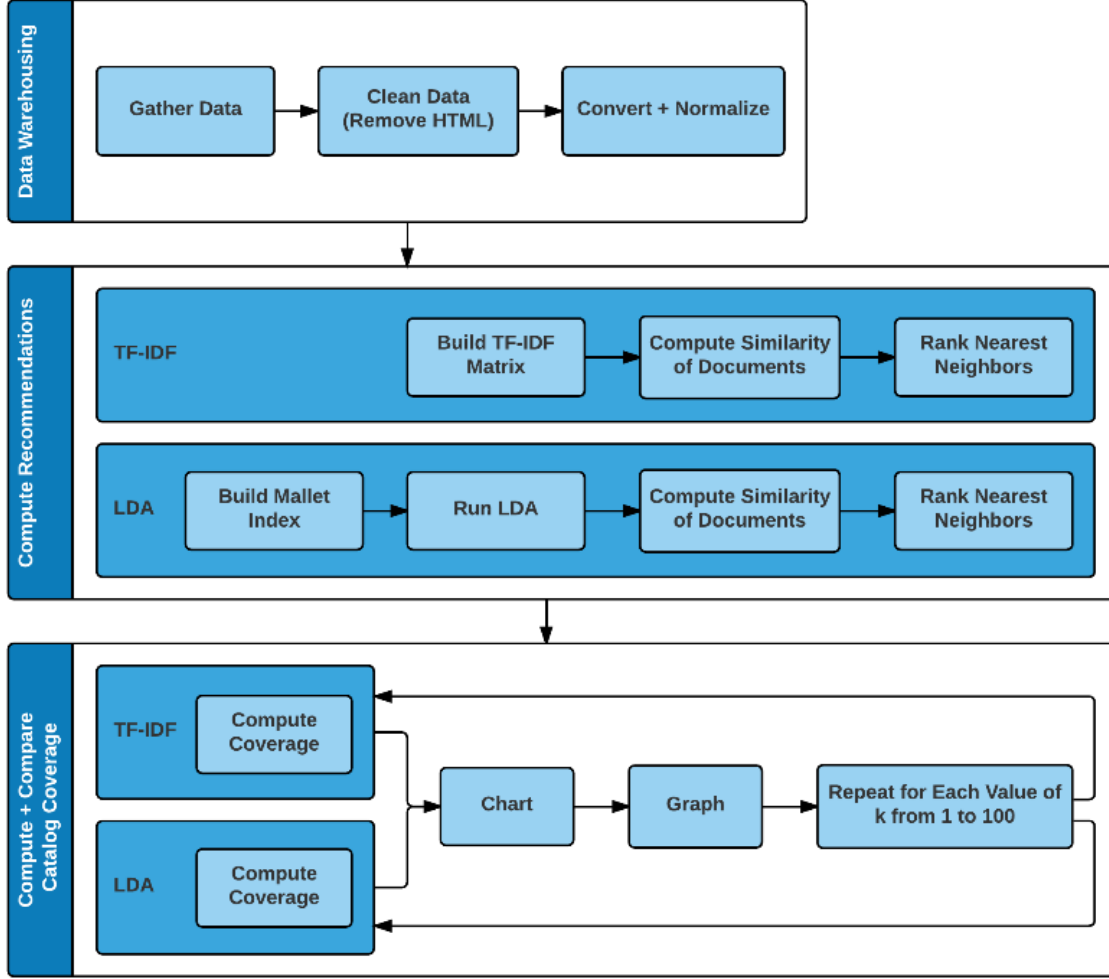 Data Warehousing
Gather Data
Clean Data
(Remove HTML)
Convert + Normalize
Compute Recommendations
TF-IDF
Build TF-IDF
Matrix
Compute Similarity
of Documents
Rank Nearest
Neighbors
LDA
Build Mallet
Index
Run LDA
Compute Similarity
of Documents
Rank Nearest
Neighbors
Compute + Compare
Catalog Coverage
TF-IDF
Compute
Coverage
LDA
Compute
Coverage
Chart
Graph
Repeat for Each Value of
k from 1 to 100